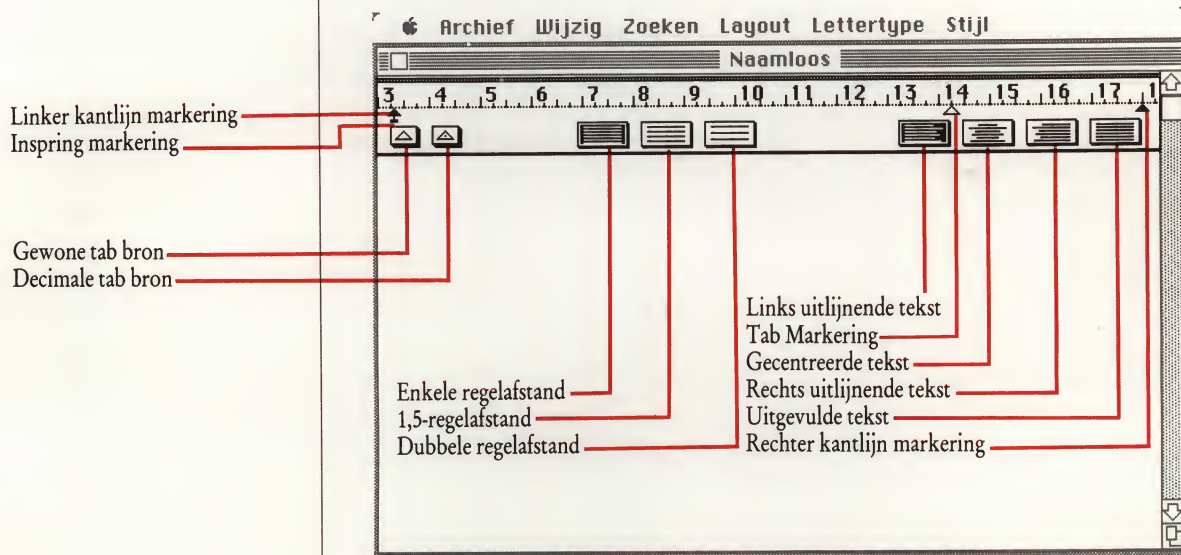 Archief Wijzig Zoeken Layout Lettertype Stijl
Naamloos
3 4 5 6 7 8 9 10 11 12 13 14 15 16 17 1
Linker kantlijn markering
Inspring markering
Gewone tab bron
Decimale tab bron
Links uitlijnende tekst
Tab Markering
Gecentreerde tekst
Enkele regelafstand
Rechts uitlijnende tekst
1,5-regelafstand
Uitgevulde tekst
Dubbele regelafstand
Rechter kantlijn markering